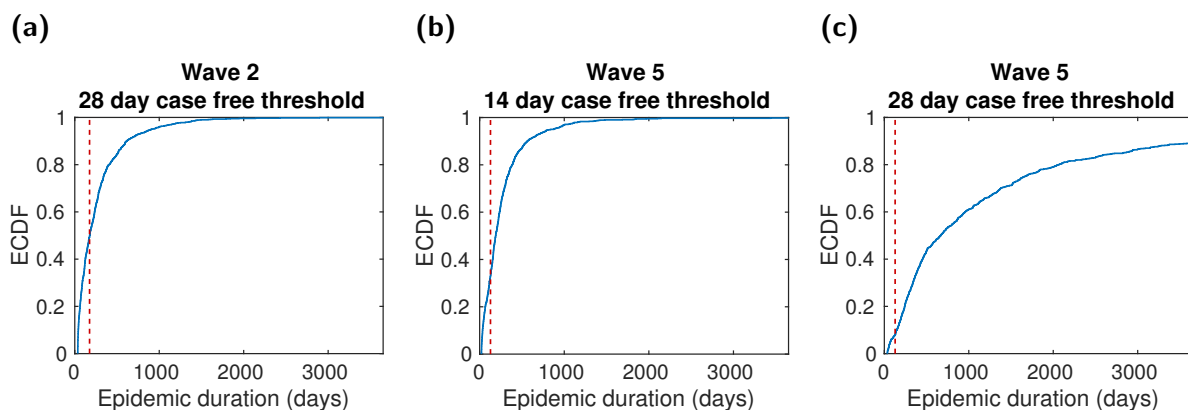 (a)
Wave 2
28 day case free threshold
1
0.8
0.6
0.4
0.2
0
ECDF
0 1000 2000 3000
Epidemic duration (days)
(b)
Wave 5
14 day case free threshold
1
0.8
0.6
0.4
0.2
0
ECDF
0 1000 2000 3000
Epidemic duration (days)
(c)
Wave 5
28 day case free threshold
1
0.8
0.6
0.4
0.2
0
ECDF
0 1000 2000 3000
Epidemic duration (days)